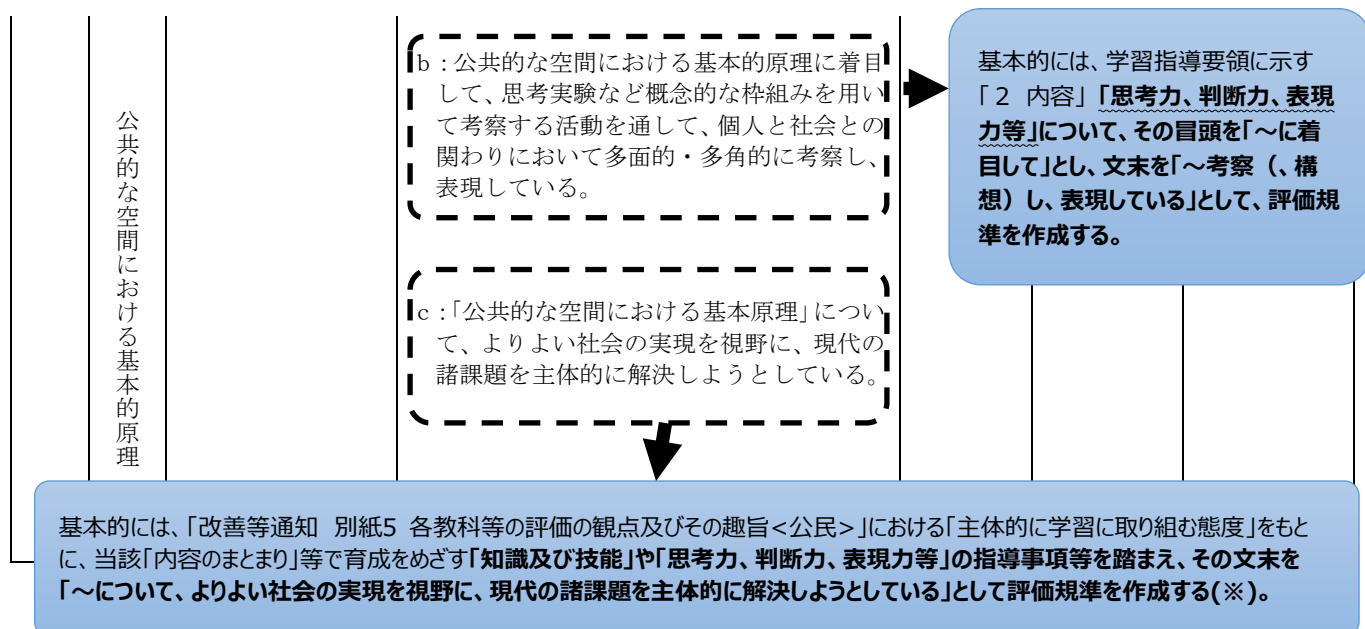 公共的な空間における基本的原理
b：公共的な空間における基本的原理に着目
して、思考実験など概念的な枠組みを用い
て考察する活動を通して、個人と社会との
関わりにおいて多面的・多角的に考察し、
表現している。
基本的には、学習指導要領に示す
「２ 内容」「思考力、判断力、表現
力等」について、その冒頭を「～に着
目して」とし、文末を「～考察（、構
想）し、表現している」として、評価規
準を作成する。
c：「公共的な空間における基本原理」につい
て、よりよい社会の実現を視野に、現代の
諸課題を主体的に解決しようとしている。
基本的には、「改善等通知 別紙5 各教科等の評価の観点及びその趣旨<公民>」における「主体的に学習に取り組む態度」をもと
に、当該「内容のまとまり」等で育成をめざす「知識及び技能」や「思考力、判断力、表現力等」の指導事項等を踏まえ、その文末を
「～について、よりよい社会の実現を視野に、現代の諸課題を主体的に解決しようとしている」として評価規準を作成する(※)。